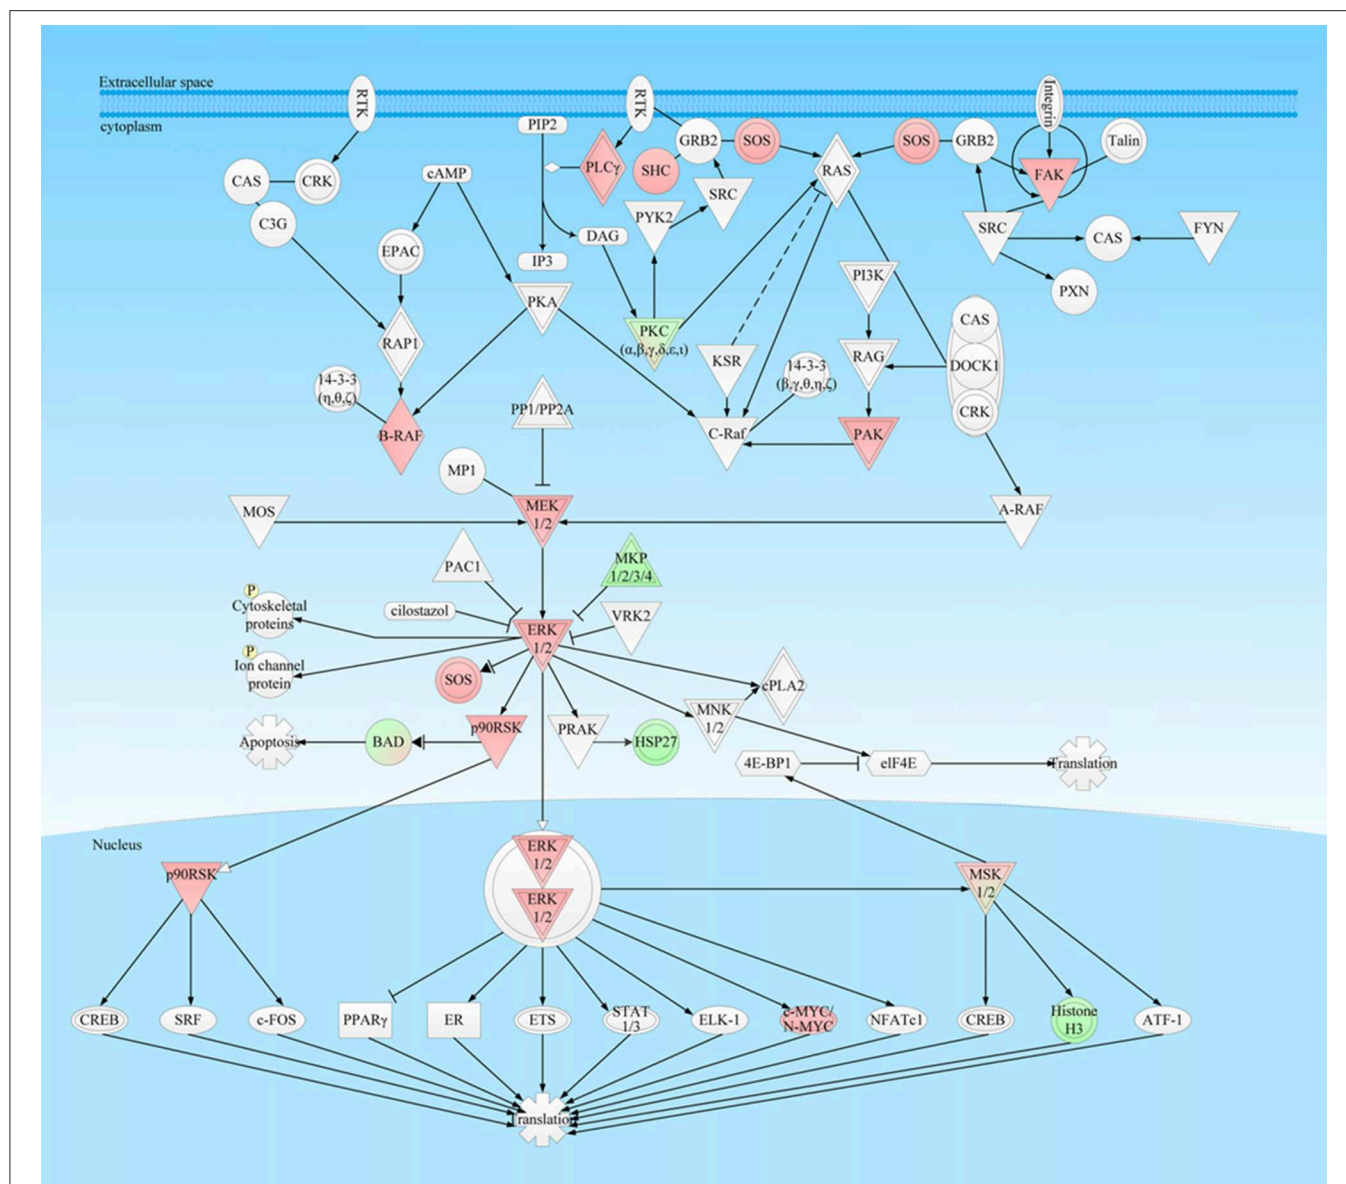 Extracellular space
cytoplasm
RTK
RTK
Integrin
PIP2
GRB2
SOS
SOS
GRB2
Talin
PLCγ
SHC
RAS
FAK
CAS
CRK
cAMP
SRC
C3G
PYK2
SRC
CAS
FYN
EPAC
DAG
IP3
PI3K
PXN
PKA
PKC
(α,β,γ,δ,ε,ι)
CAS
RAP1
KSR
RAG
DOCK1
14-3-3
(η,θ,ζ)
14-3-3
(β,γ,θ,η,ζ)
PP1/PP2A
CRK
B-RAF
C-Raf
PAK
MP1
MOS
MEK
1/2
A-RAF
PAC1
MKP
1/2/3/4
P
Cytoskeletal
proteins
cilostazol
ERK
1/2
VRK2
P
Ion channel
protein
SOS
cPLA2
MNK
1/2
Apoptosis
BAD
p90RSK
PRAK
HSP27
4E-BP1
elF4E
Translation
Nucleus
ERK
1/2
p90RSK
MSK
1/2
ERK
1/2
CREB
SRF
c-FOS
PPARγ
ER
ETS
STAT
1/3
ELK-1
c-MYC/
N-MYC
NFATc1
CREB
Histone
H3
ATF-1
Translation